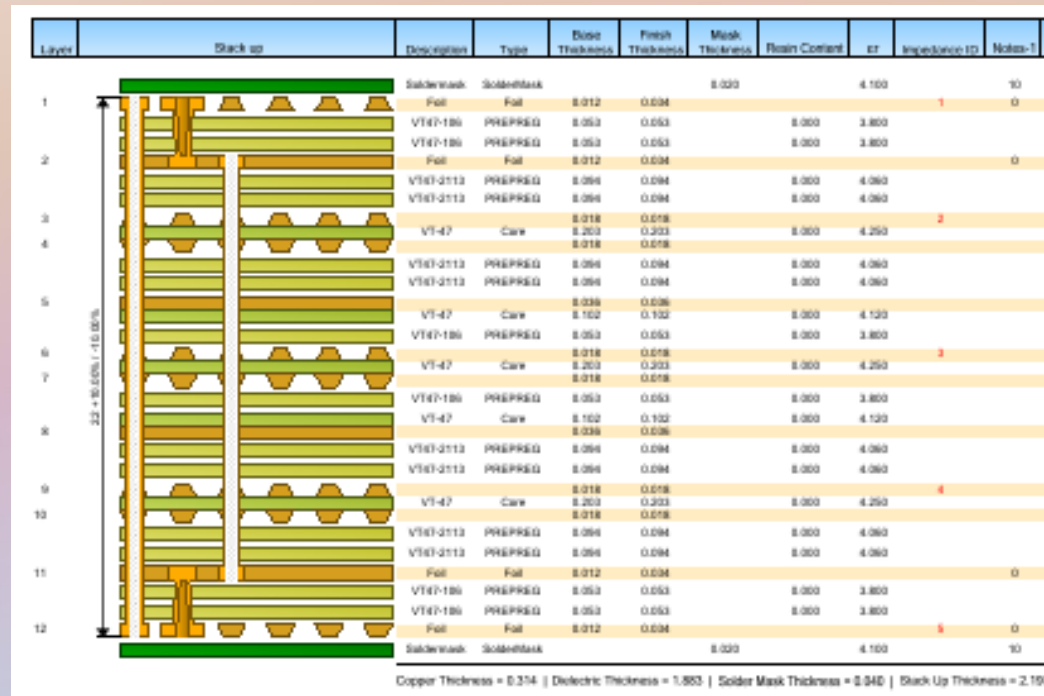 Layer Stack up Description Type Base Thickness Finish Thickness Mask Thickness Resin Content εr Impedance ID Notes-1
Soldermask SolderMask 0.020 4.100 10
1 Foil Foil 0.012 0.034 1 0
VT47-106 PREPREG 0.053 0.053 0.000 3.800
VT47-106 PREPREG 0.053 0.053 0.000 3.800
2 Foil Foil 0.012 0.034 0
VT47-2113 PREPREG 0.094 0.094 0.000 4.060
VT47-2113 PREPREG 0.094 0.094 0.000 4.060
3 0.018 0.018 2
VT-47 Core 0.203 0.203 0.000 4.250
4 0.018 0.018
VT47-2113 PREPREG 0.094 0.094 0.000 4.060
VT47-2113 PREPREG 0.094 0.094 0.000 4.060
5 0.036 0.036
VT-47 Core 0.102 0.102 0.000 4.120
VT47-106 PREPREG 0.053 0.053 0.000 3.800
6 0.018 0.018 3
VT-47 Core 0.203 0.203 0.000 4.250
7 0.018 0.018
VT47-106 PREPREG 0.053 0.053 0.000 3.800
VT-47 Core 0.102 0.102 0.000 4.120
8 0.036 0.036
VT47-2113 PREPREG 0.094 0.094 0.000 4.060
VT47-2113 PREPREG 0.094 0.094 0.000 4.060
9 0.018 0.018 4
VT-47 Core 0.203 0.203 0.000 4.250
10 0.018 0.018
VT47-2113 PREPREG 0.094 0.094 0.000 4.060
VT47-2113 PREPREG 0.094 0.094 0.000 4.060
11 Foil Foil 0.012 0.034 0
VT47-106 PREPREG 0.053 0.053 0.000 3.800
VT47-106 PREPREG 0.053 0.053 0.000 3.800
12 Foil Foil 0.012 0.034 5 0
Soldermask SolderMask 0.020 4.100 10
2.2 +10.00% / -10.00%
Copper Thickness = 0.314 | Dielectric Thickness = 1.883 | Solder Mask Thickness = 0.040 | Stack Up Thickness =